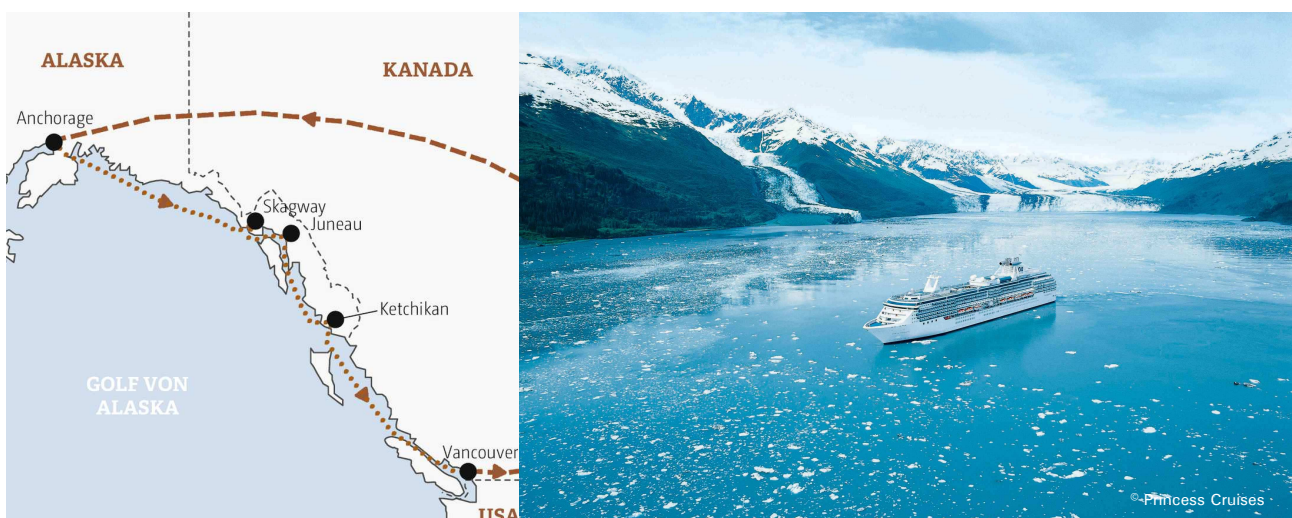 ALASKA
KANADA
Anchorage
Skagway
Juneau
Ketchikan
GOLF VON
ALASKA
Vancouver
USA
© Princess Cruises